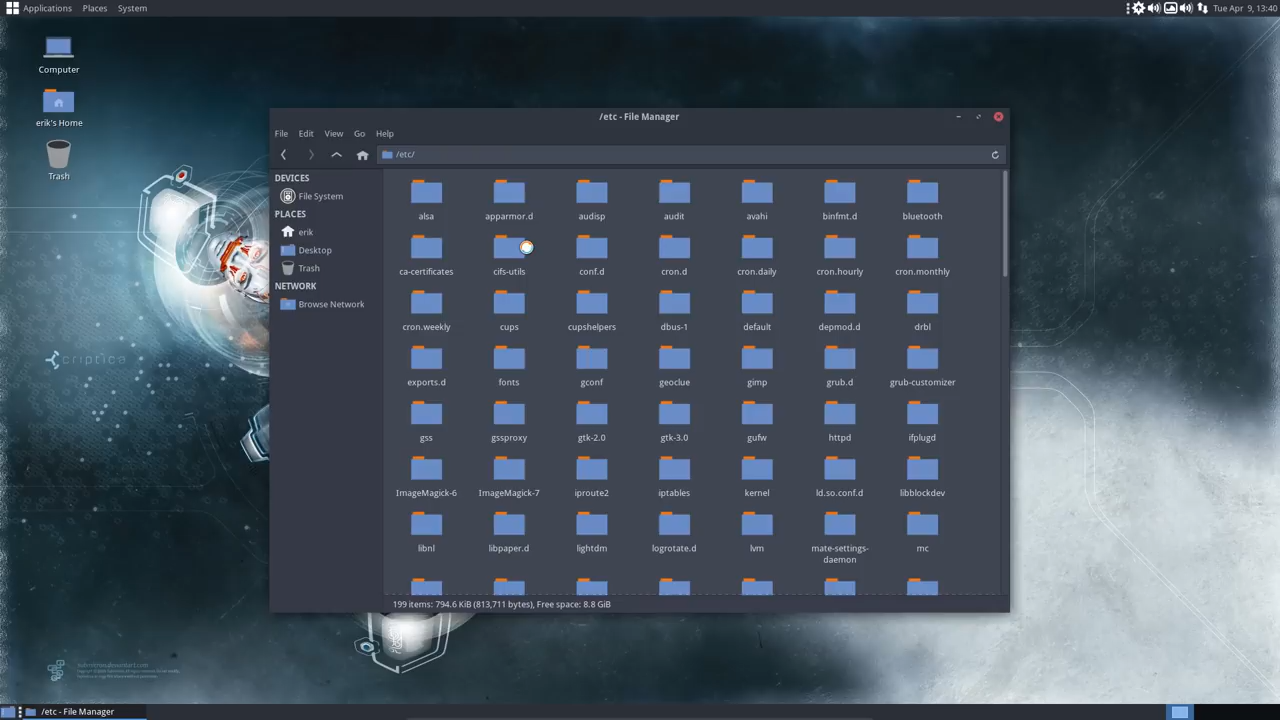 Applications Places System
Tue Apr 9, 13:40
Computer
erik's Home
Trash
/etc - File Manager
File Edit View Go Help
/etc/
DEVICES
File System
PLACES
erik
Desktop
Trash
NETWORK
Browse Network
alsa apparmor.d audisp audit avahi binfmt.d bluetooth
ca-certificates cifs-utils conf.d cron.d cron.daily cron.hourly cron.monthly
cron.weekly cups cupshelpers dbus-1 default depmod.d drbl
exports.d fonts gconf geoclue gimp grub.d grub-customizer
gss gssproxy gtk-2.0 gtk-3.0 gufw httpd ifplugd
ImageMagick-6 ImageMagick-7 iproute2 iptables kernel ld.so.conf.d libblockdev
libnl libpaper.d lightdm logrotate.d lvm mate-settings-daemon mc
199 items: 794.6 KiB (813,711 bytes), Free space: 8.8 GiB
criptica
/etc - File Manager